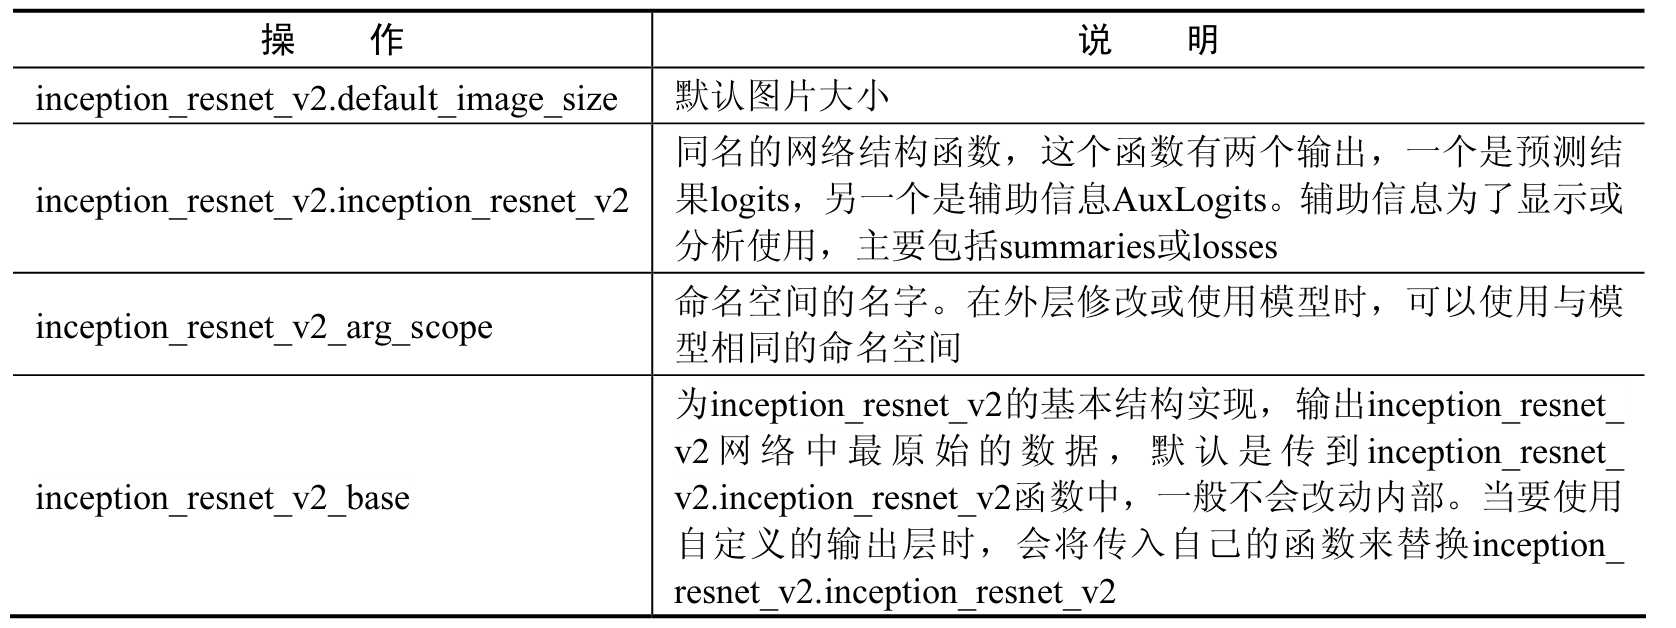 操 作 说 明
inception_resnet_v2.default_image_size 默认图片大小
inception_resnet_v2.inception_resnet_v2 同名的网络结构函数，这个函数有两个输出，一个是预测结
果logits，另一个是辅助信息AuxLogits。辅助信息为了显示或
分析使用，主要包括summaries或losses
inception_resnet_v2_arg_scope 命名空间的名字。在外层修改或使用模型时，可以使用与模
型相同的命名空间
inception_resnet_v2_base 为inception_resnet_v2的基本结构实现，输出inception_resnet_
v2网络中最原始的数据，默认是传到inception_resnet_
v2.inception_resnet_v2函数中，一般不会改动内部。当要使用
自定义的输出层时，会将传入自己的函数来替换inception_
resnet_v2.inception_resnet_v2